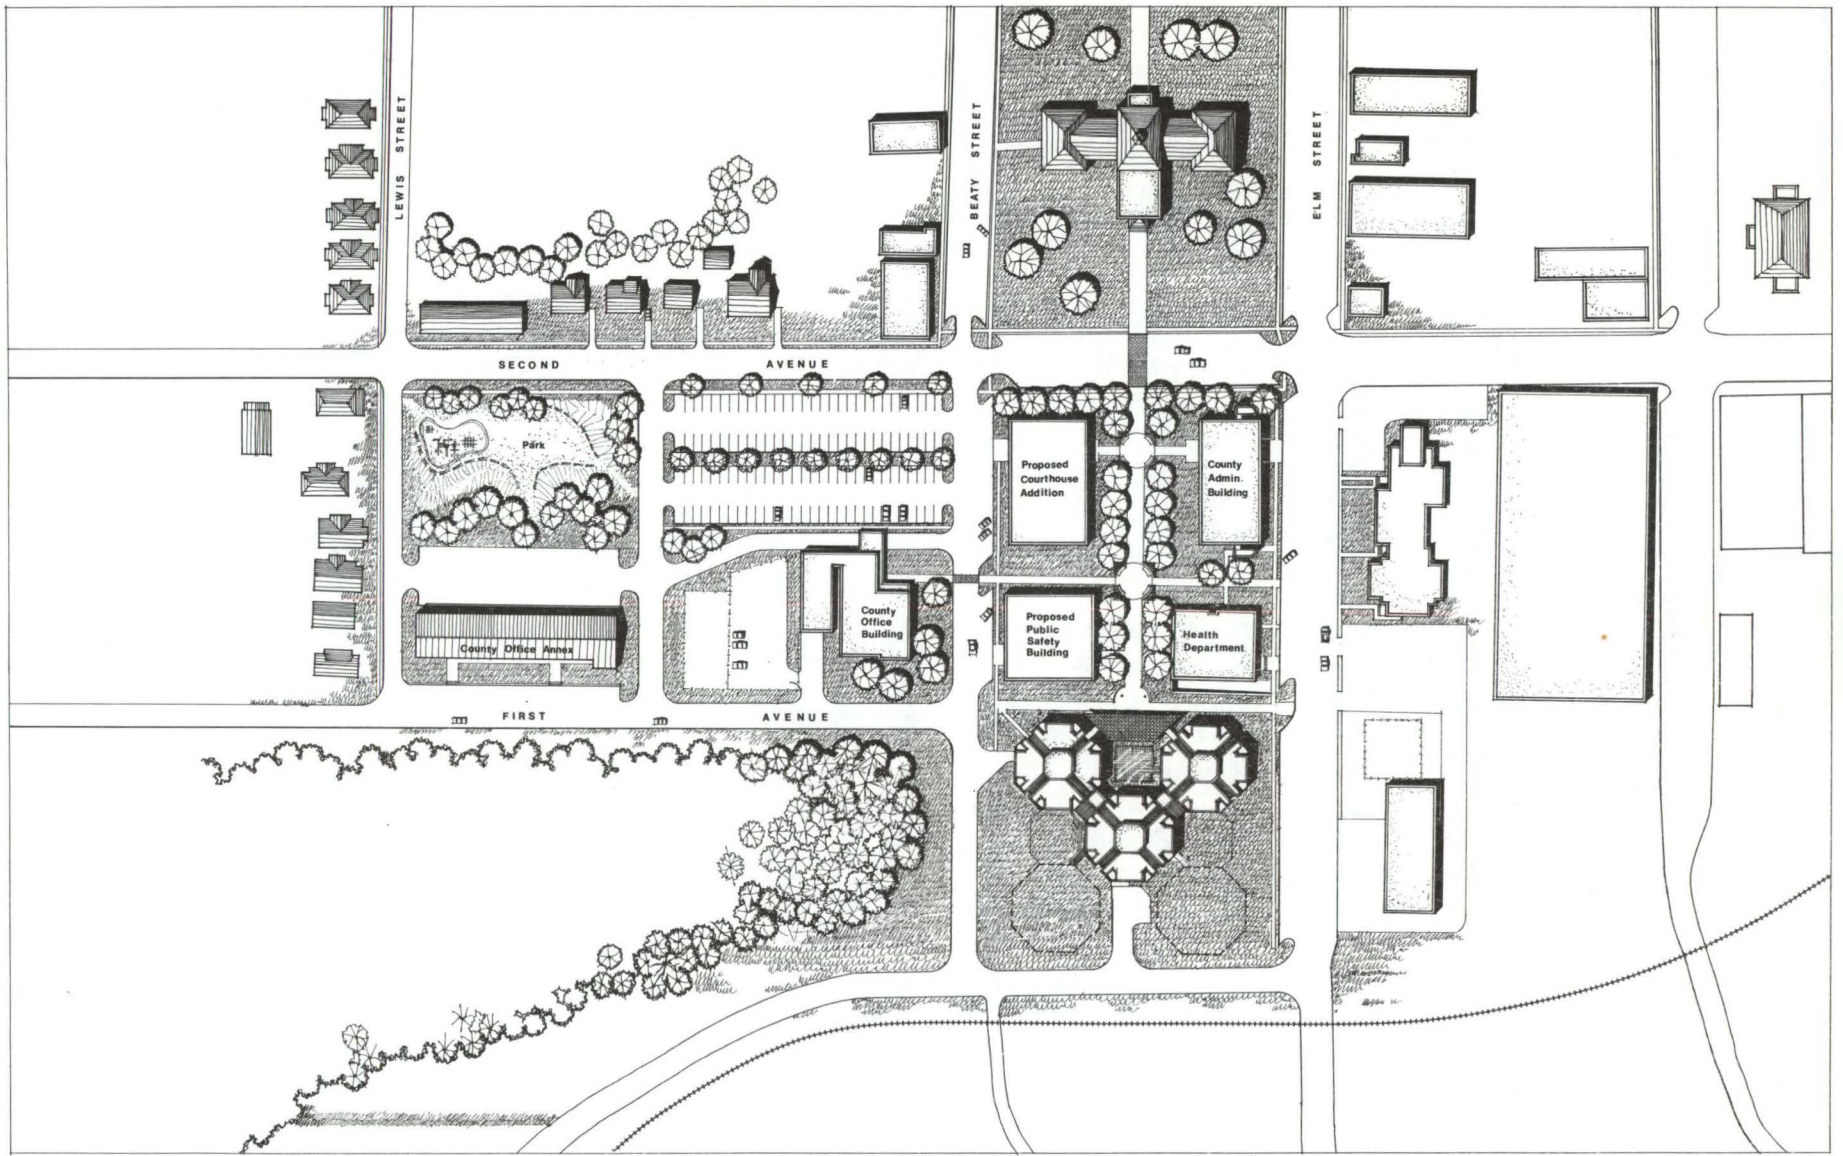 LEWIS STREET
BEATY STREET
ELM STREET
SECOND AVENUE
Park
Proposed
Courthouse
Addition
County
Admin.
Building
County
Office
Building
Proposed
Public
Safety
Building
Health
Department
County Office Annex
FIRST AVENUE